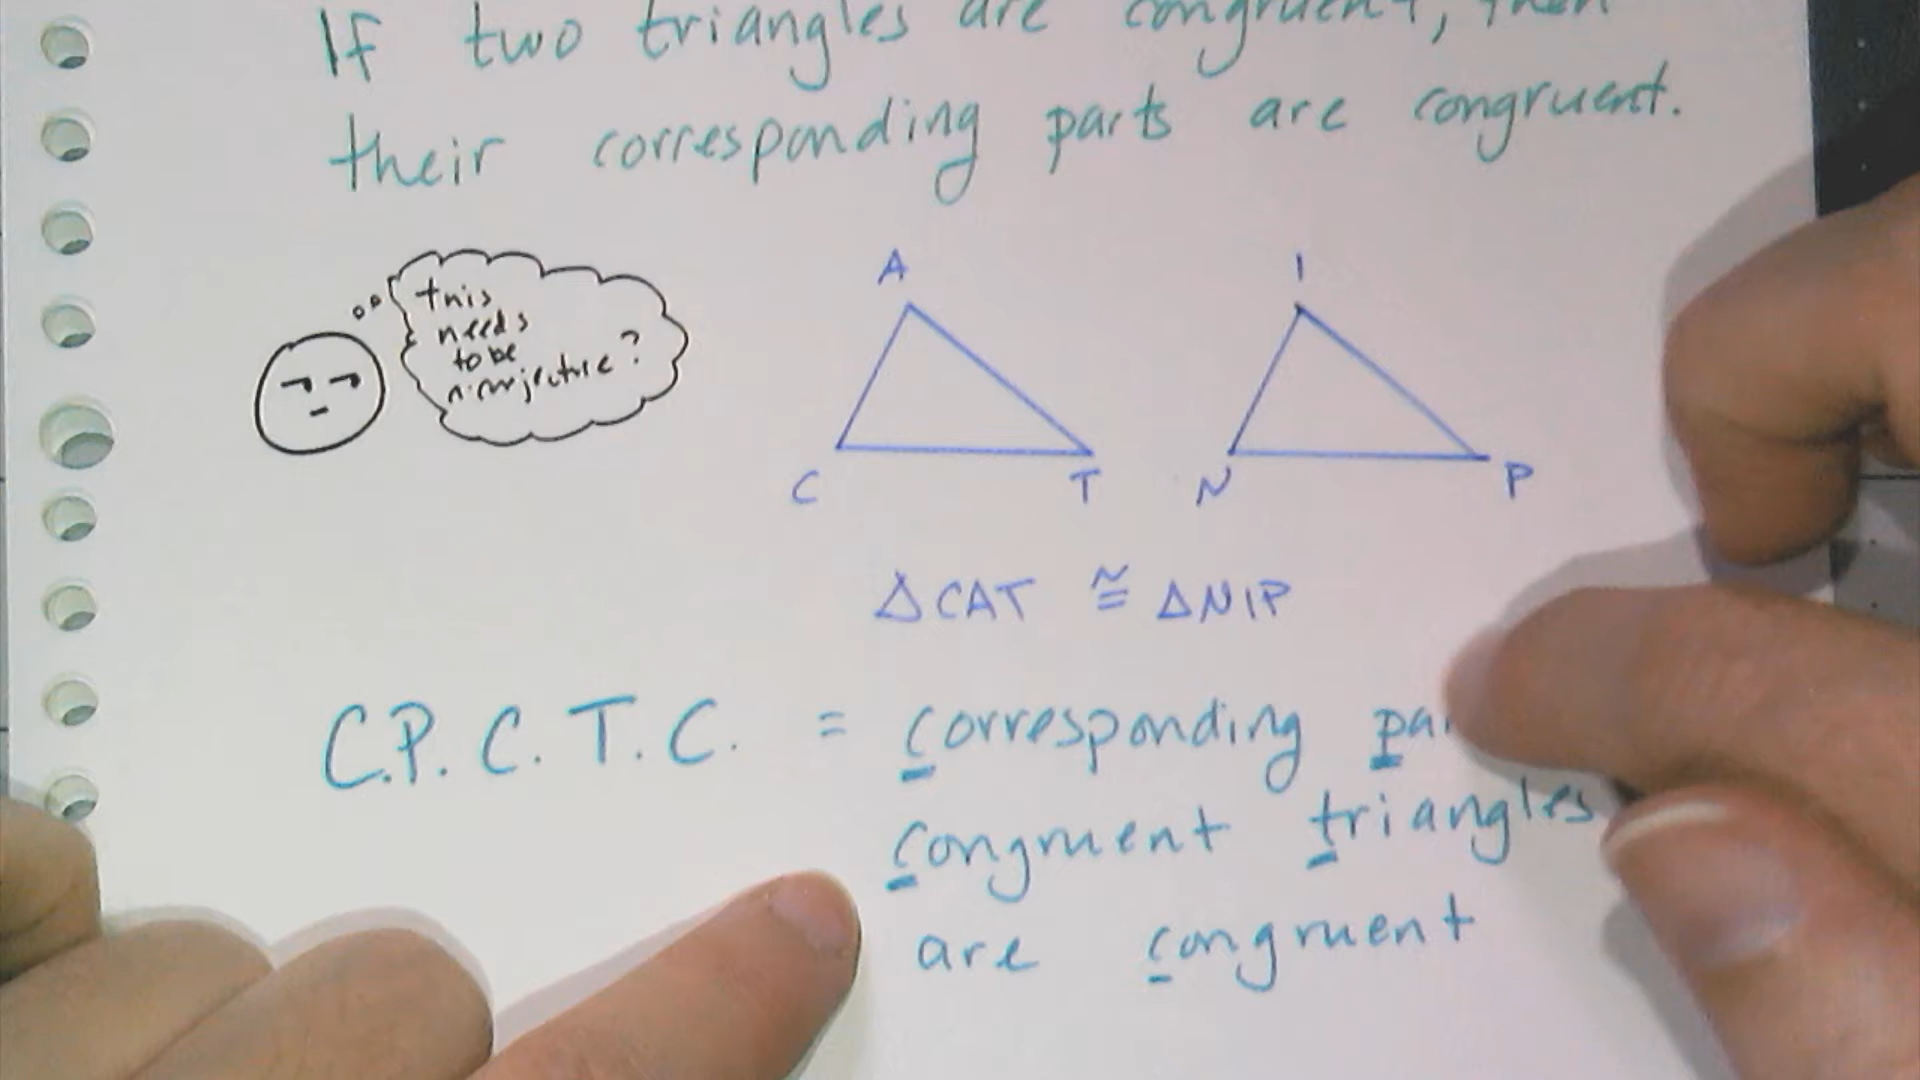 If two triangles are congruent, then
their corresponding parts are congruent.
this
needs
to be
a conjecture?
A
C
T
I
N
P
ΔCAT ≅ ΔNIP
C.P.C.T.C. = corresponding
congruent triangles
are congruent